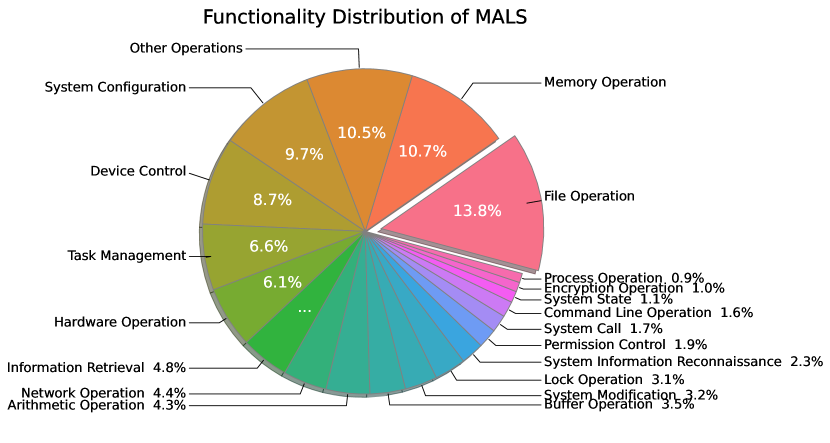 Functionality Distribution of MALS
Other Operations
System Configuration
Memory Operation
Device Control
File Operation
Task Management
Hardware Operation
10.5%
10.7%
9.7%
8.7%
13.8%
6.6%
6.1%
...
Process Operation 0.9%
Encryption Operation 1.0%
System State 1.1%
Command Line Operation 1.6%
System Call 1.7%
Permission Control 1.9%
System Information Reconnaissance 2.3%
Lock Operation 3.1%
System Modification 3.2%
Buffer Operation 3.5%
Information Retrieval 4.8%
Network Operation 4.4%
Arithmetic Operation 4.3%